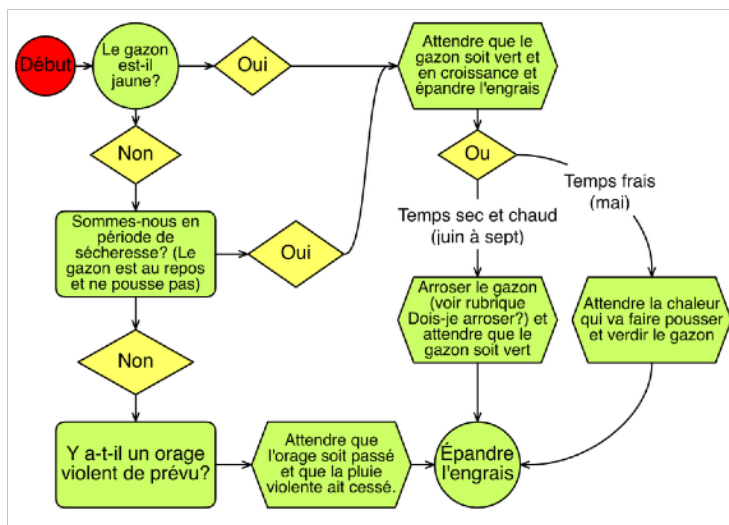 Début
Le gazon
est-il
jaune?
Oui
Attendre que le
gazon soit vert et
en croissance et
épandre l'engrais
Non
Ou
Temps frais
(mai)
Temps sec et chaud
(juin à sept)
Sommes-nous en
période de
sécheresse? (Le
gazon est au repos
et ne pousse pas)
Oui
Arroser le gazon
(voir rubrique
Dois-je arroser?) et
attendre que le
gazon soit vert
Attendre la chaleur
qui va faire pousser
et verdir le gazon
Non
Y a-t-il un orage
violent de prévu?
Attendre que
l'orage soit passé
et que la pluie
violente ait cessé.
Épandre
l'engrais